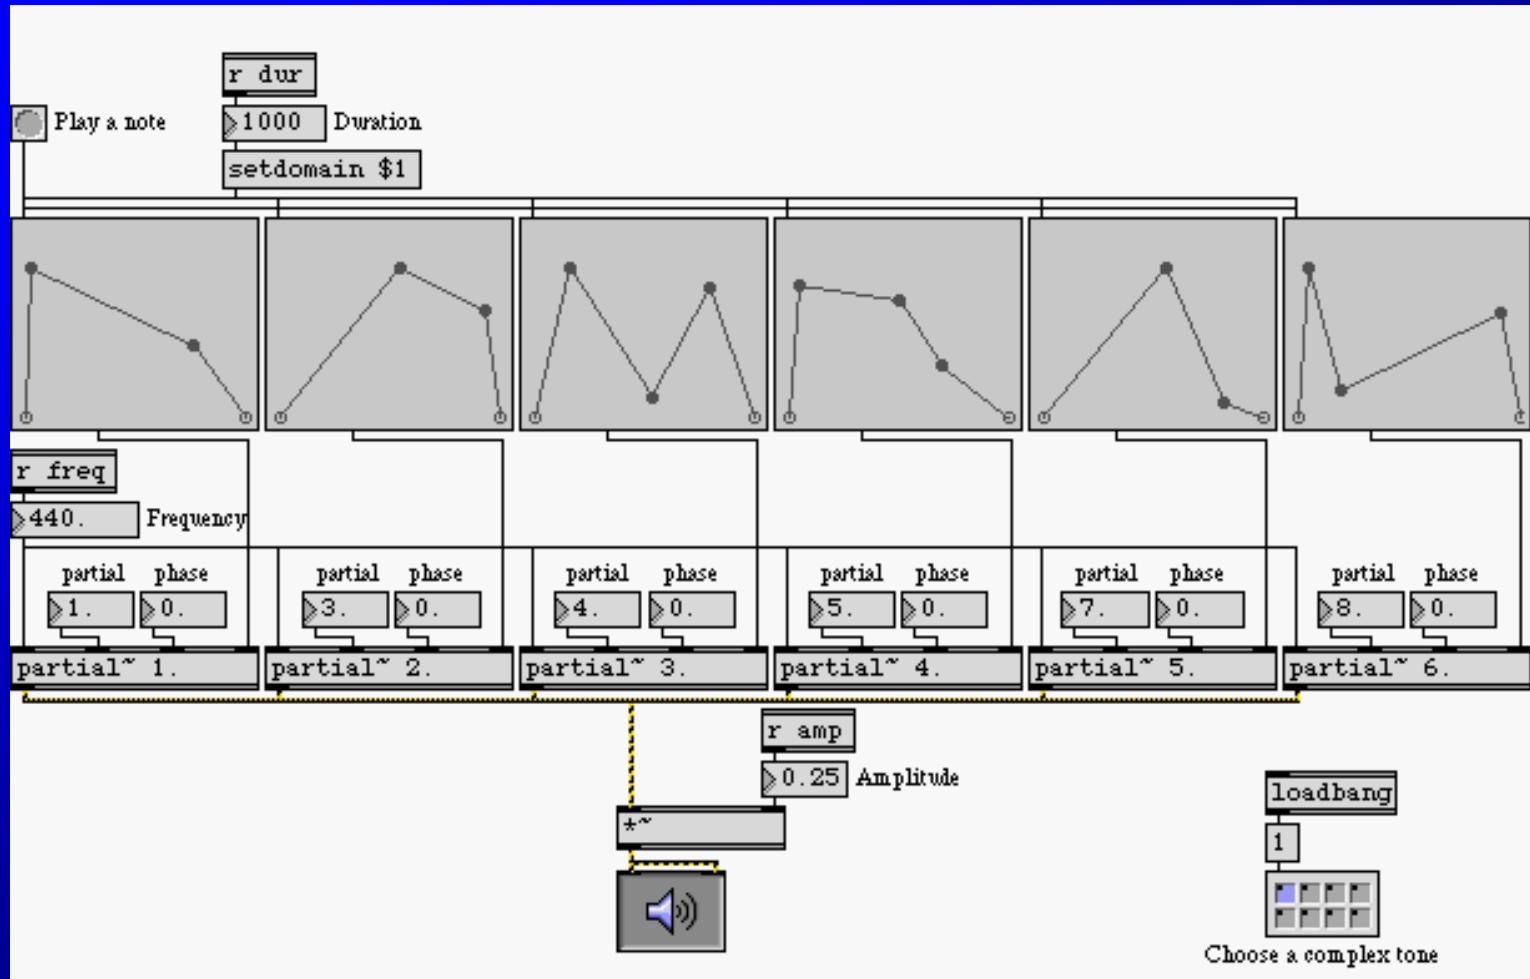 r dur
Play a note
1000 Duration
setdomain $1
r freq
440. Frequency
partial phase partial phase partial phase partial phase partial phase partial phase
1. 0. 3. 0. 4. 0. 5. 0. 7. 0. 8. 0.
partial~ 1. partial~ 2. partial~ 3. partial~ 4. partial~ 5. partial~ 6.
r amp
0.25 Amplitude
*~
loadbang
1
Choose a complex tone